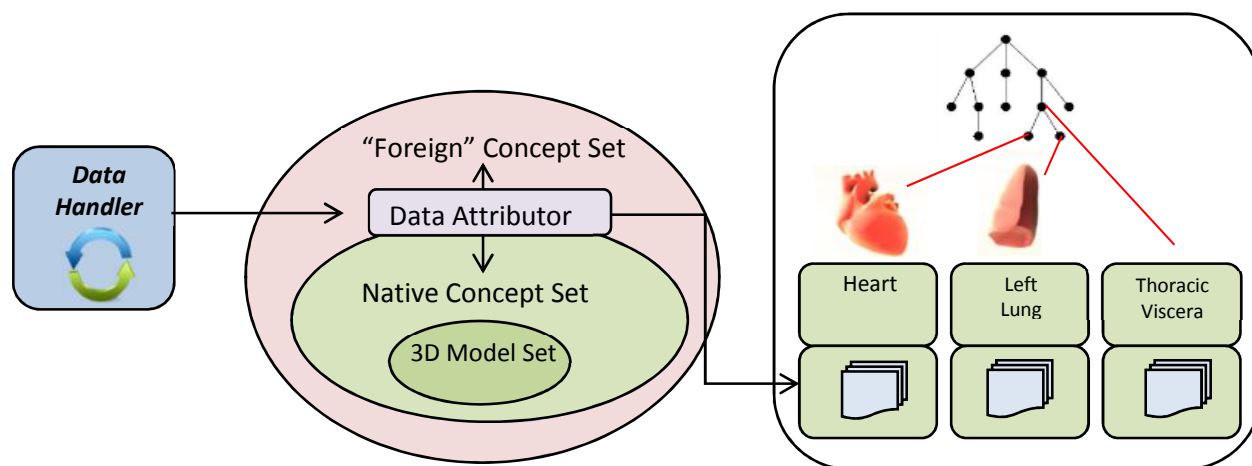 Data
Handler
“Foreign” Concept Set
Data Attributor
Native Concept Set
3D Model Set
Heart
Left
Lung
Thoracic
Viscera